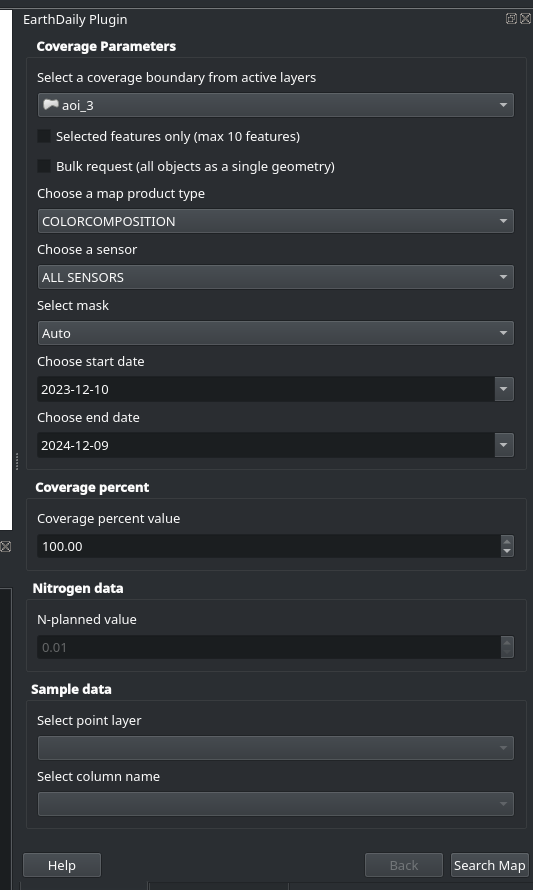 EarthDaily Plugin
Coverage Parameters
Select a coverage boundary from active layers
aoi_3
Selected features only (max 10 features)
Bulk request (all objects as a single geometry)
Choose a map product type
COLORCOMPOSITION
Choose a sensor
ALL SENSORS
Select mask
Auto
Choose start date
2023-12-10
Choose end date
2024-12-09
Coverage percent
Coverage percent value
100.00
Nitrogen data
N-planned value
0.01
Sample data
Select point layer
Select column name
Help Back Search Map